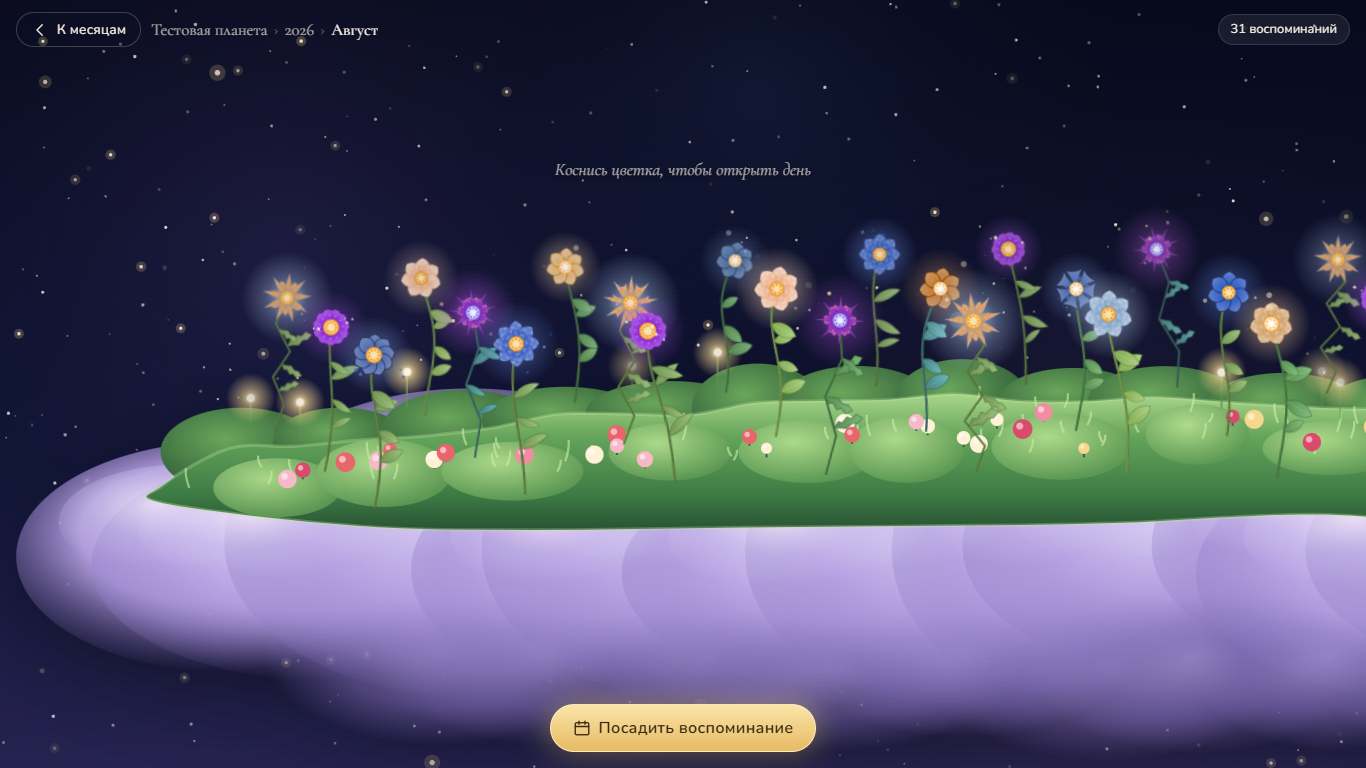 К месяцам
Тестовая планета › 2026 › Август
31 воспоминаний
Коснись цветка, чтобы открыть день
Посадить воспоминание